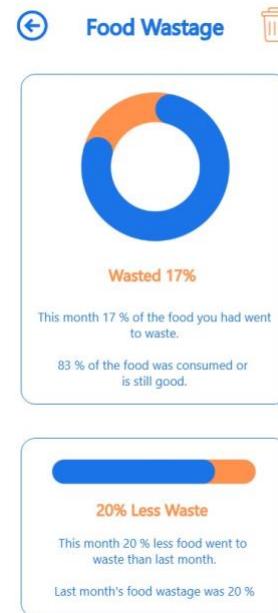 Food Wastage
Wasted 17%
This month 17 % of the food you had went
to waste.
83 % of the food was consumed or
is still good.
20% Less Waste
This month 20 % less food went to
waste than last month.
Last month's food wastage was 20 %